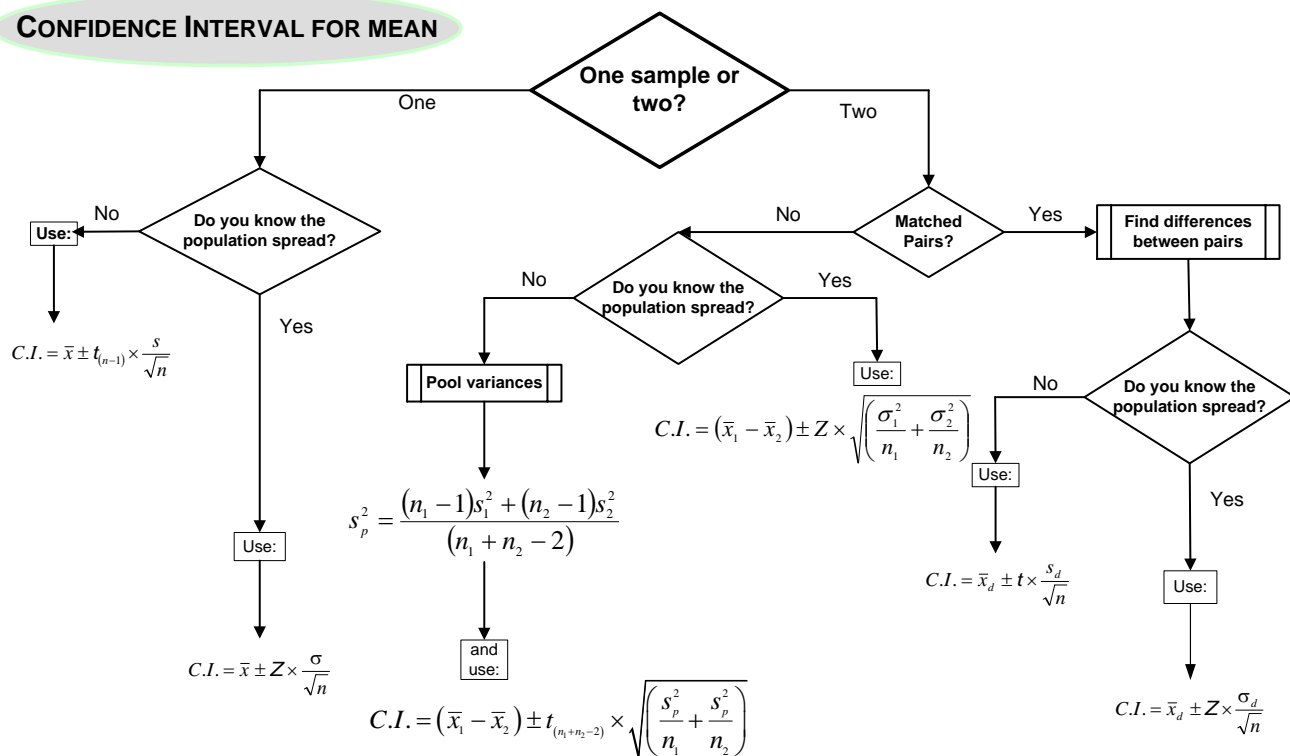 CONFIDENCE INTERVAL FOR MEAN
One sample or
two?
One
Two
Do you know the
population spread?
No
Use:
C.I. = x̄ ± t₍ₙ₋₁₎ × s/√n
Yes
Use:
C.I. = x̄ ± Z × σ/√n
Matched
Pairs?
No
Do you know the
population spread?
No
Pool variances
s_p² = ((n₁ − 1)s₁² + (n₂ − 1)s₂²)/(n₁ + n₂ − 2)
and
use:
C.I. = (x̄₁ − x̄₂) ± t₍ₙ₁₊ₙ₂₋₂₎ × √(s_p²/n₁ + s_p²/n₂)
Yes
Use:
C.I. = (x̄₁ − x̄₂) ± Z × √(σ₁²/n₁ + σ₂²/n₂)
Yes
Find differences
between pairs
Do you know the
population spread?
No
Use:
C.I. = x̄_d ± t × s_d/√n
Yes
Use:
C.I. = x̄_d ± Z × σ_d/√n